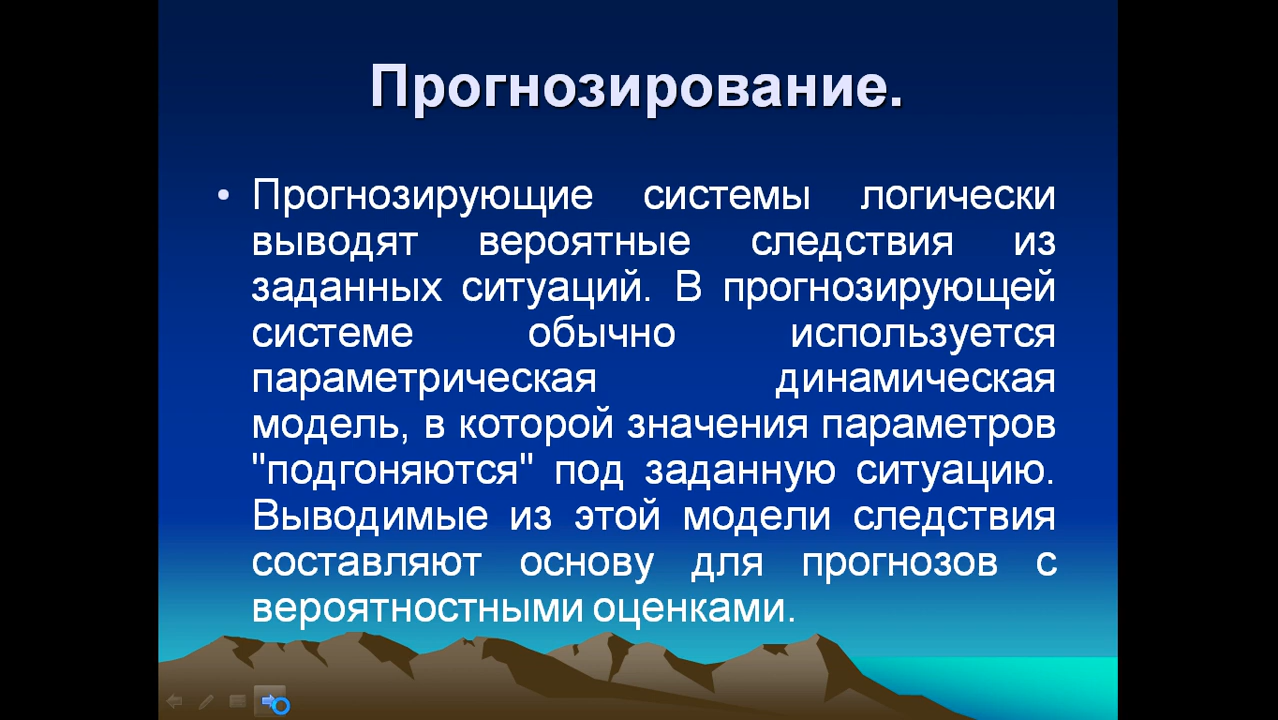 Прогнозирование.
• Прогнозирующие системы логически
выводят вероятные следствия из
заданных ситуаций. В прогнозирующей
системе обычно используется
параметрическая динамическая
модель, в которой значения параметров
"подгоняются" под заданную ситуацию.
Выводимые из этой модели следствия
составляют основу для прогнозов с
вероятностными оценками.